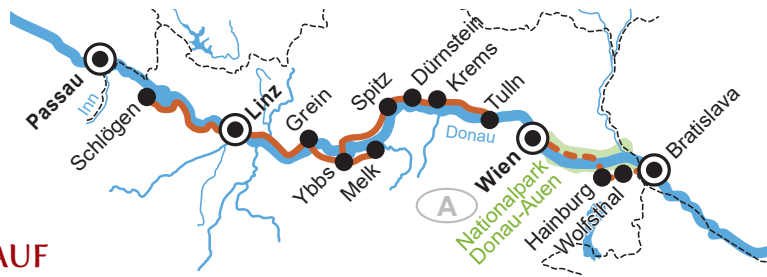 Passau
Inn
Schlögen
Linz
Grein
Ybbs
Melk
Spitz
Dürnstein
Krems
Tulln
Donau
Wien
A
Nationalpark
Donau-Auen
Hainburg
Wolfsthal
Bratislava
AUF